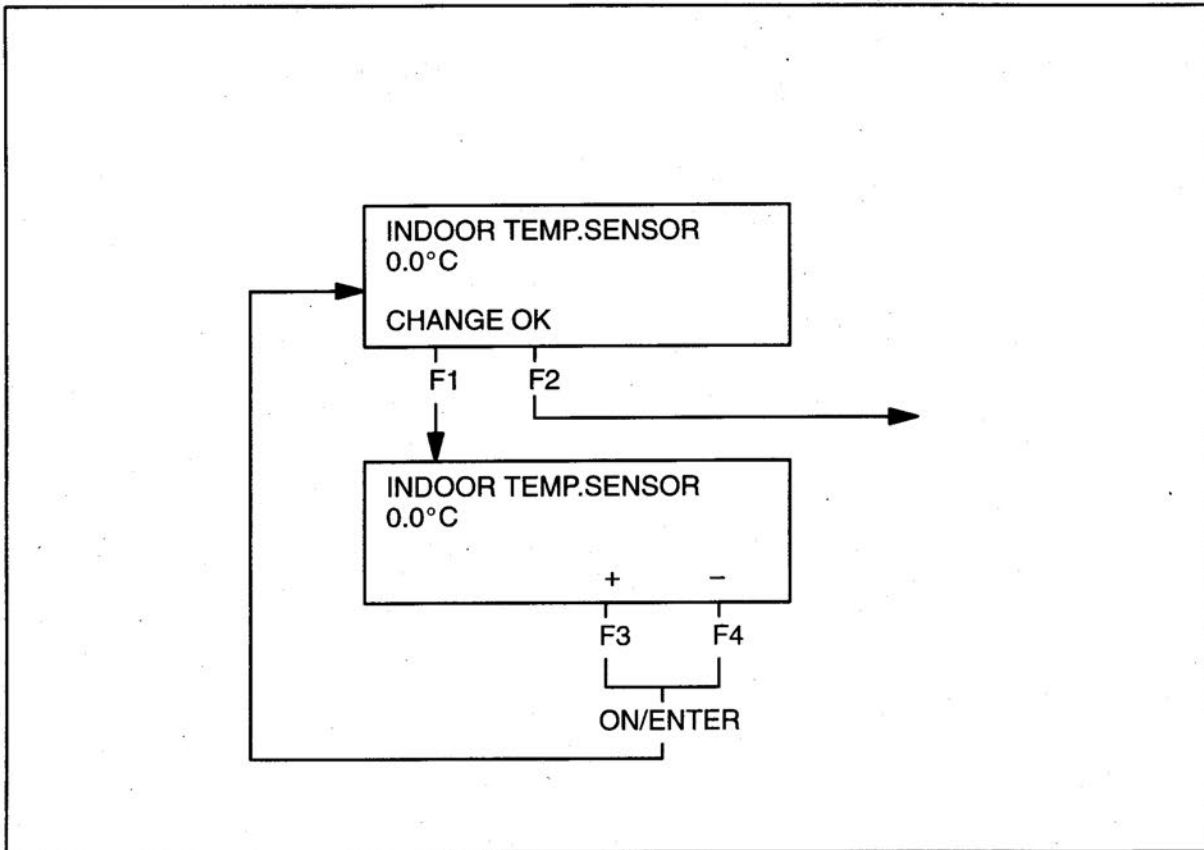 INDOOR TEMP.SENSOR
0.0°C
CHANGE OK
F1 F2
INDOOR TEMP.SENSOR
0.0°C
+ −
F3 F4
ON/ENTER